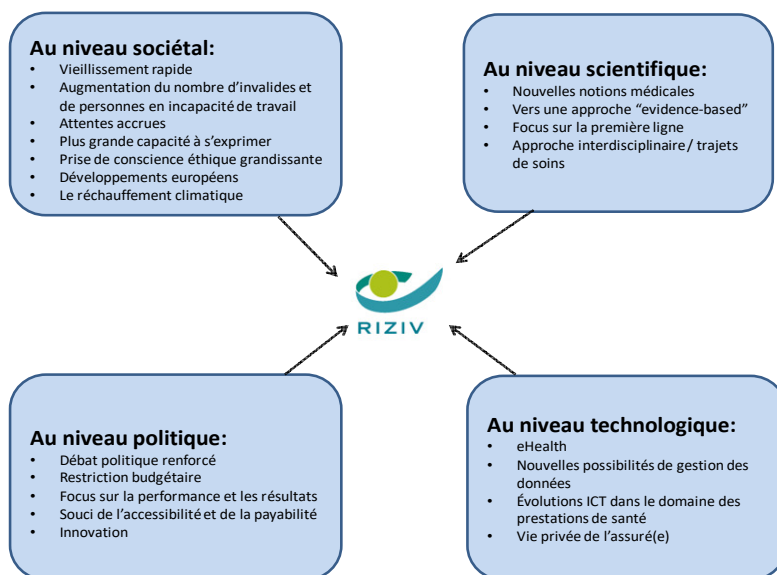 Au niveau sociétal:
• Vieillissement rapide
• Augmentation du nombre d'invalides et
de personnes en incapacité de travail
• Attentes accrues
• Plus grande capacité à s'exprimer
• Prise de conscience éthique grandissante
• Développements européens
• Le réchauffement climatique
Au niveau scientifique:
• Nouvelles notions médicales
• Vers une approche "evidence-based"
• Focus sur la première ligne
• Approche interdisciplinaire / trajets
de soins
RIZIV
Au niveau politique:
• Débat politique renforcé
• Restriction budgétaire
• Focus sur la performance et les résultats
• Souci de l'accessibilité et de la payabilité
• Innovation
Au niveau technologique:
• eHealth
• Nouvelles possibilités de gestion des
données
• Évolutions ICT dans le domaine des
prestations de santé
• Vie privée de l'assuré(e)